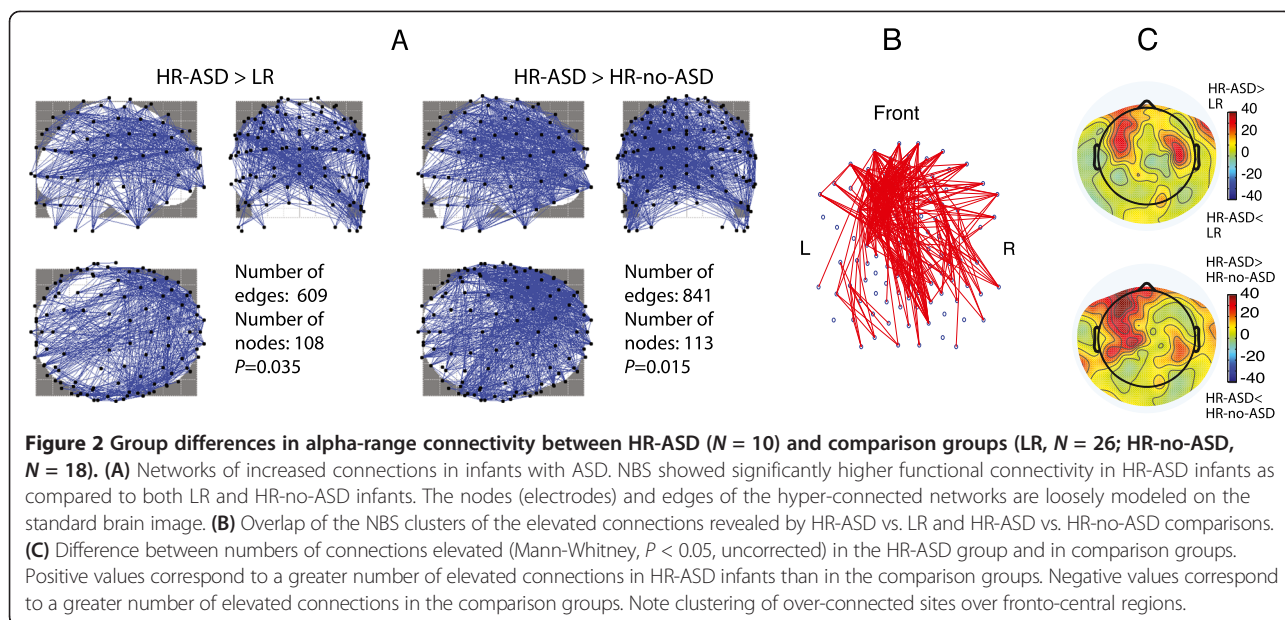 A
B
C
HR-ASD > LR
HR-ASD > HR-no-ASD
Number of
edges: 609
Number of
nodes: 108
P=0.035
Number of
edges: 841
Number of
nodes: 113
P=0.015
Front
L
R
HR-ASD>
LR
40
20
0
-20
-40
HR-ASD<
LR
HR-ASD>
HR-no-ASD
40
20
0
-20
-40
HR-ASD<
HR-no-ASD
Figure 2 Group differences in alpha-range connectivity between HR-ASD (N = 10) and comparison groups (LR, N = 26; HR-no-ASD,
N = 18). (A) Networks of increased connections in infants with ASD. NBS showed significantly higher functional connectivity in HR-ASD infants as
compared to both LR and HR-no-ASD infants. The nodes (electrodes) and edges of the hyper-connected networks are loosely modeled on the
standard brain image. (B) Overlap of the NBS clusters of the elevated connections revealed by HR-ASD vs. LR and HR-ASD vs. HR-no-ASD comparisons.
(C) Difference between numbers of connections elevated (Mann-Whitney, P < 0.05, uncorrected) in the HR-ASD group and in comparison groups.
Positive values correspond to a greater number of elevated connections in HR-ASD infants than in the comparison groups. Negative values correspond
to a greater number of elevated connections in the comparison groups. Note clustering of over-connected sites over fronto-central regions.